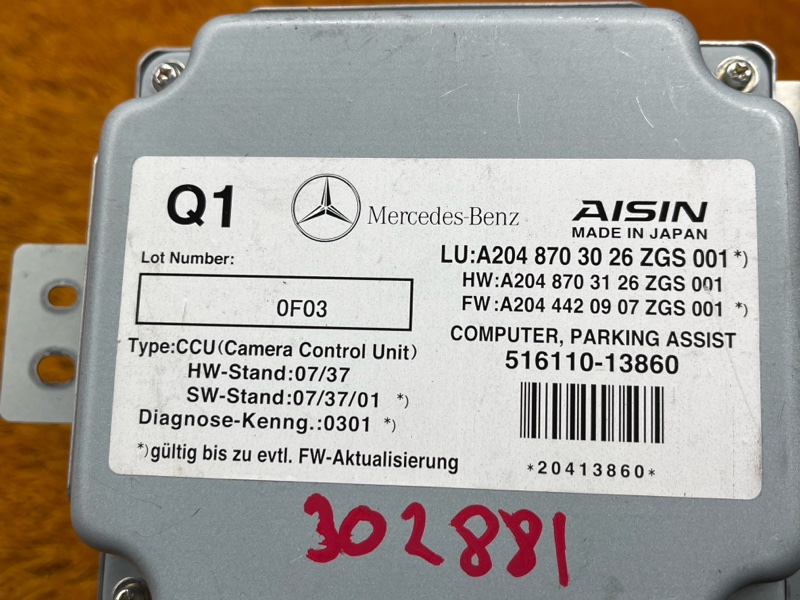 Q1
Mercedes-Benz
AISIN
MADE IN JAPAN
Lot Number:
0F03
LU:A204 870 30 26 ZGS 001 *)
HW:A204 870 31 26 ZGS 001
FW:A204 442 09 07 ZGS 001 *)
Type:CCU(Camera Control Unit)
HW-Stand:07/37
SW-Stand:07/37/01 *)
Diagnose-Kenng.:0301 *)
*)gültig bis zu evtl. FW-Aktualisierung
COMPUTER, PARKING ASSIST
516110-13860
*20413860*
302881